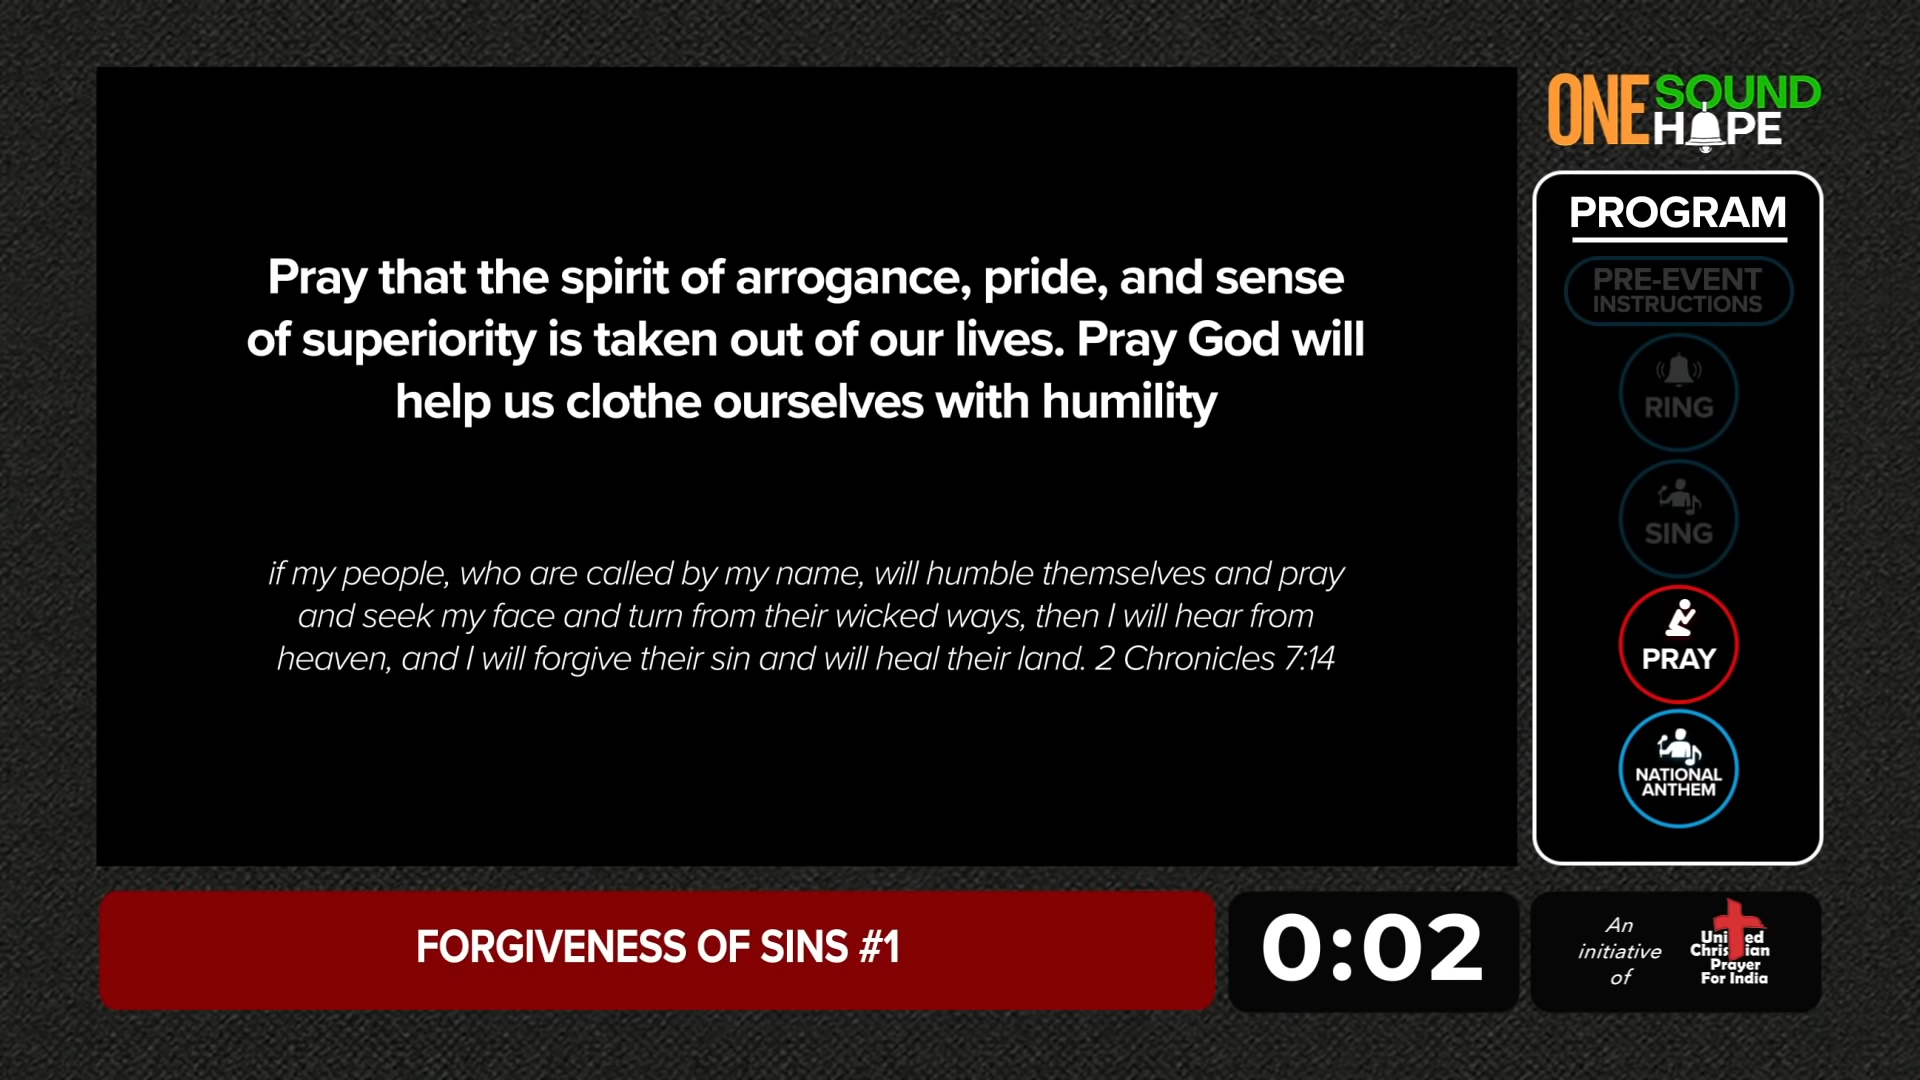 Pray that the spirit of arrogance, pride, and sense
of superiority is taken out of our lives. Pray God will
help us clothe ourselves with humility
if my people, who are called by my name, will humble themselves and pray
and seek my face and turn from their wicked ways, then I will hear from
heaven, and I will forgive their sin and will heal their land. 2 Chronicles 7:14
ONE SOUND
HOPE
PROGRAM
PRE-EVENT
INSTRUCTIONS
RING
SING
PRAY
NATIONAL
ANTHEM
FORGIVENESS OF SINS #1
0:02
An
initiative
of
United
Christian
Prayer
For India